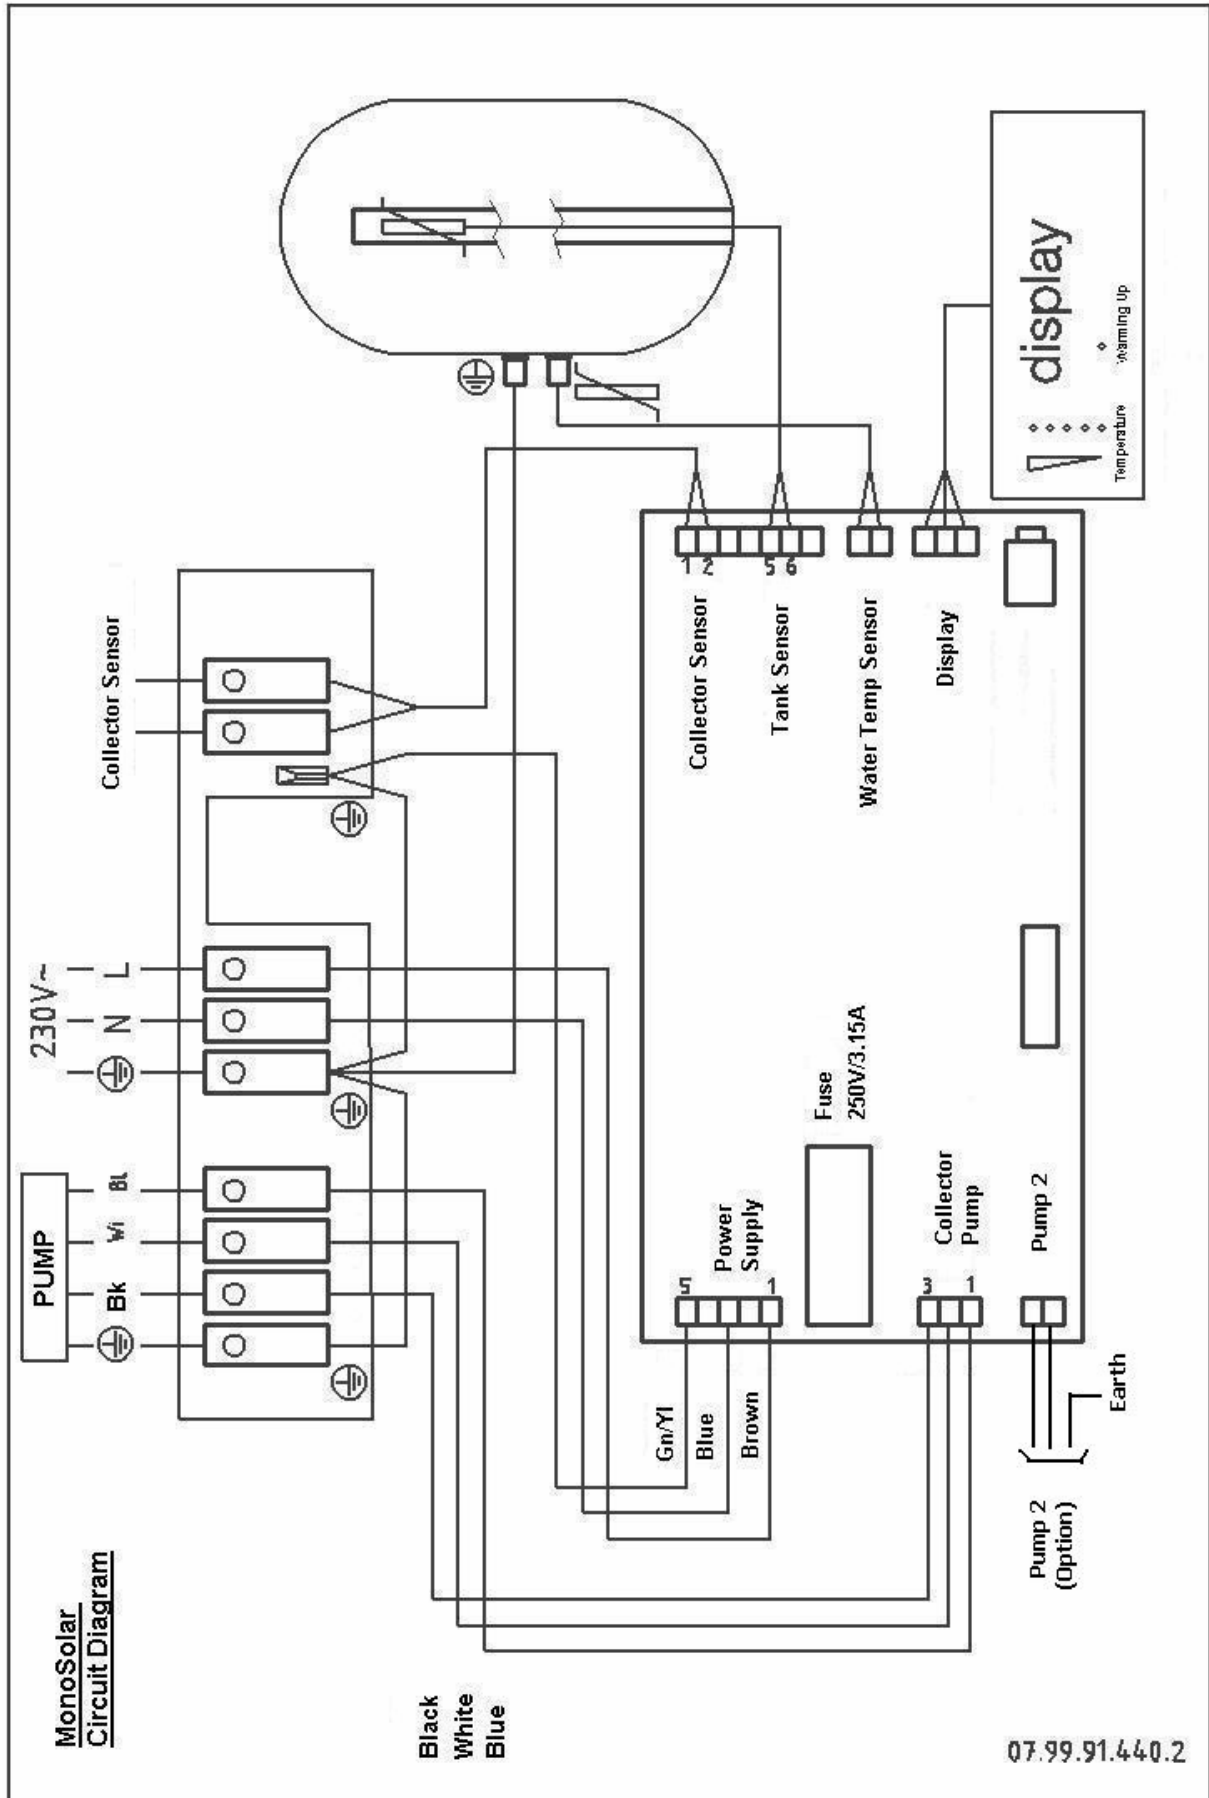 MonoSolar
Circuit Diagram
PUMP
Bk
Wi
BL
230V~
N
L
Collector Sensor
Black
White
Blue
Gn/Yl
Blue
Brown
5
1
Power
Supply
Fuse
250V/3.15A
3
1
Collector
Pump
Pump 2
Pump 2
(Option)
Earth
1 2
5 6
Collector Sensor
Tank Sensor
Water Temp Sensor
Display
display
Temperature
Warming Up
07.99.91.440.2